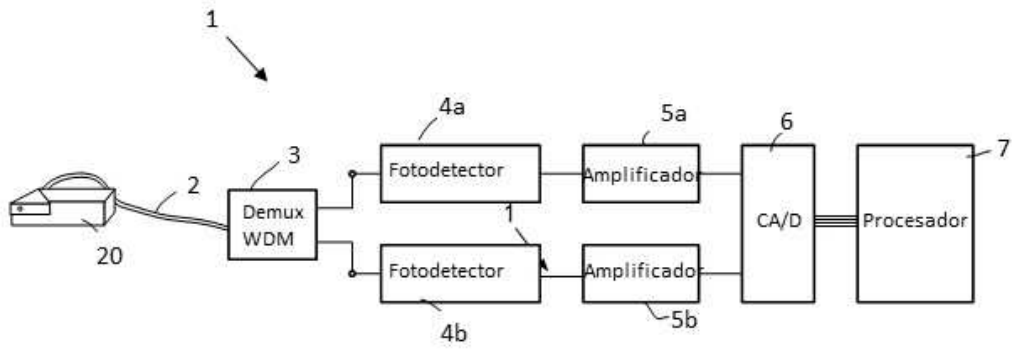 1
4a
5a
6
7
3
2
Fotodetector
Amplificador
Demux
WDM
1
CA/D
Procesador
20
Fotodetector
Amplificador
4b
5b